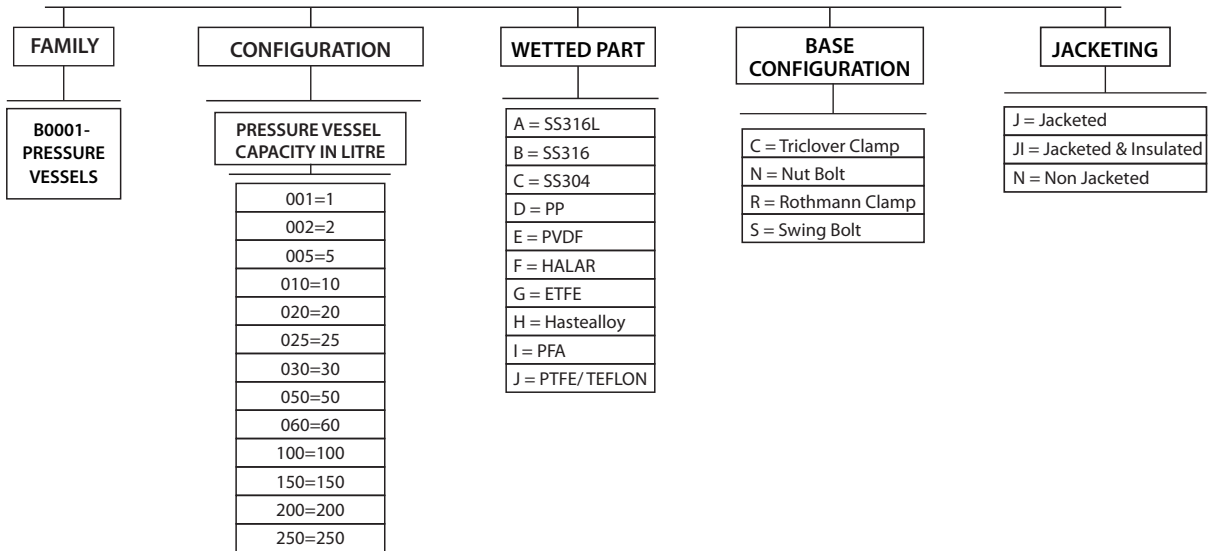 FAMILY
B0001-
PRESSURE
VESSELS
CONFIGURATION
PRESSURE VESSEL
CAPACITY IN LITRE
001=1
002=2
005=5
010=10
020=20
025=25
030=30
050=50
060=60
100=100
150=150
200=200
250=250
WETTED PART
A = SS316L
B = SS316
C = SS304
D = PP
E = PVDF
F = HALAR
G = ETFE
H = Hastealloy
I = PFA
J = PTFE/ TEFLON
BASE
CONFIGURATION
C = Triclover Clamp
N = Nut Bolt
R = Rothmann Clamp
S = Swing Bolt
JACKETING
J = Jacketed
JI = Jacketed & Insulated
N = Non Jacketed